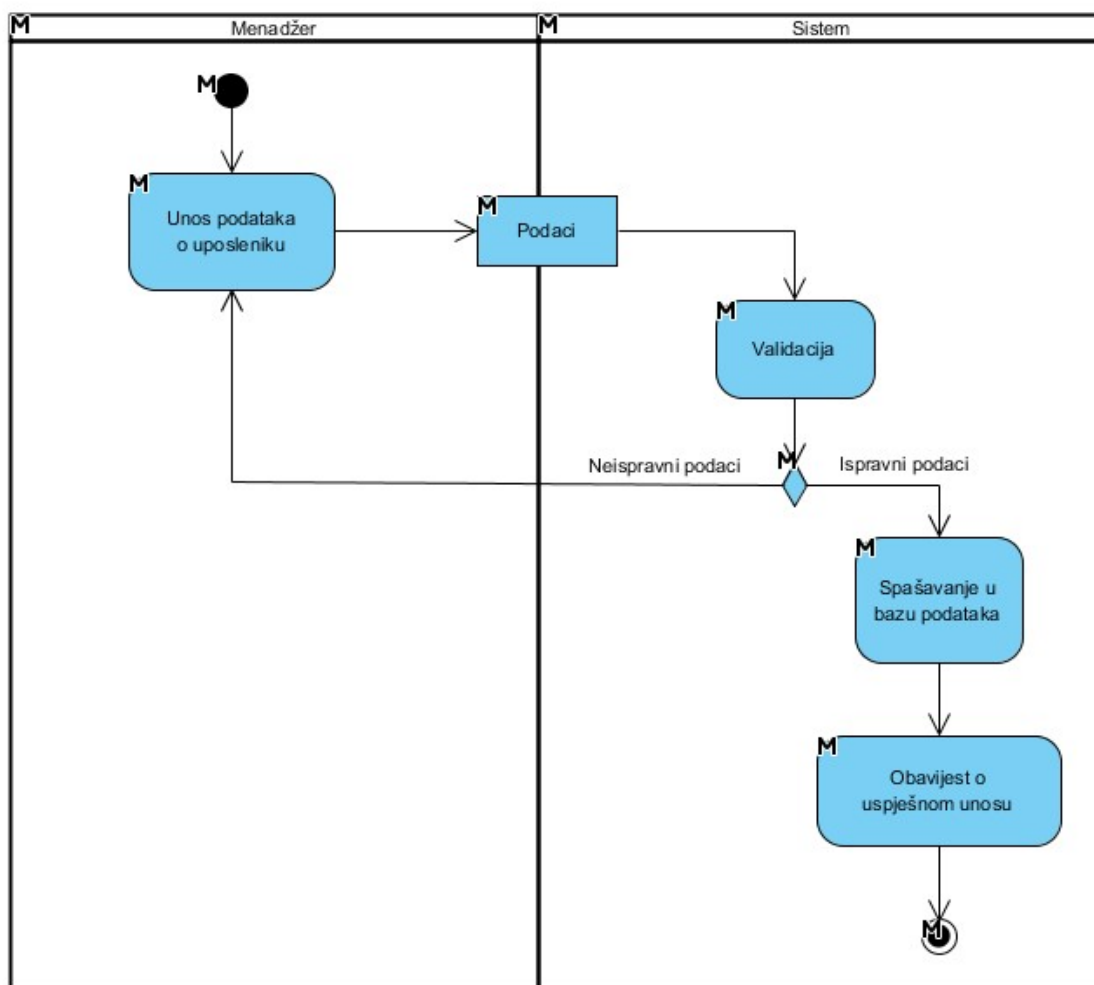 M Menadžer M Sistem
M
M
Unos podataka
o uposleniku
M
Podaci
M
Validacija
Neispravni podaci M Ispravni podaci
M
Spašavanje u
bazu podataka
M
Obavijest o
uspješnom unosu
M